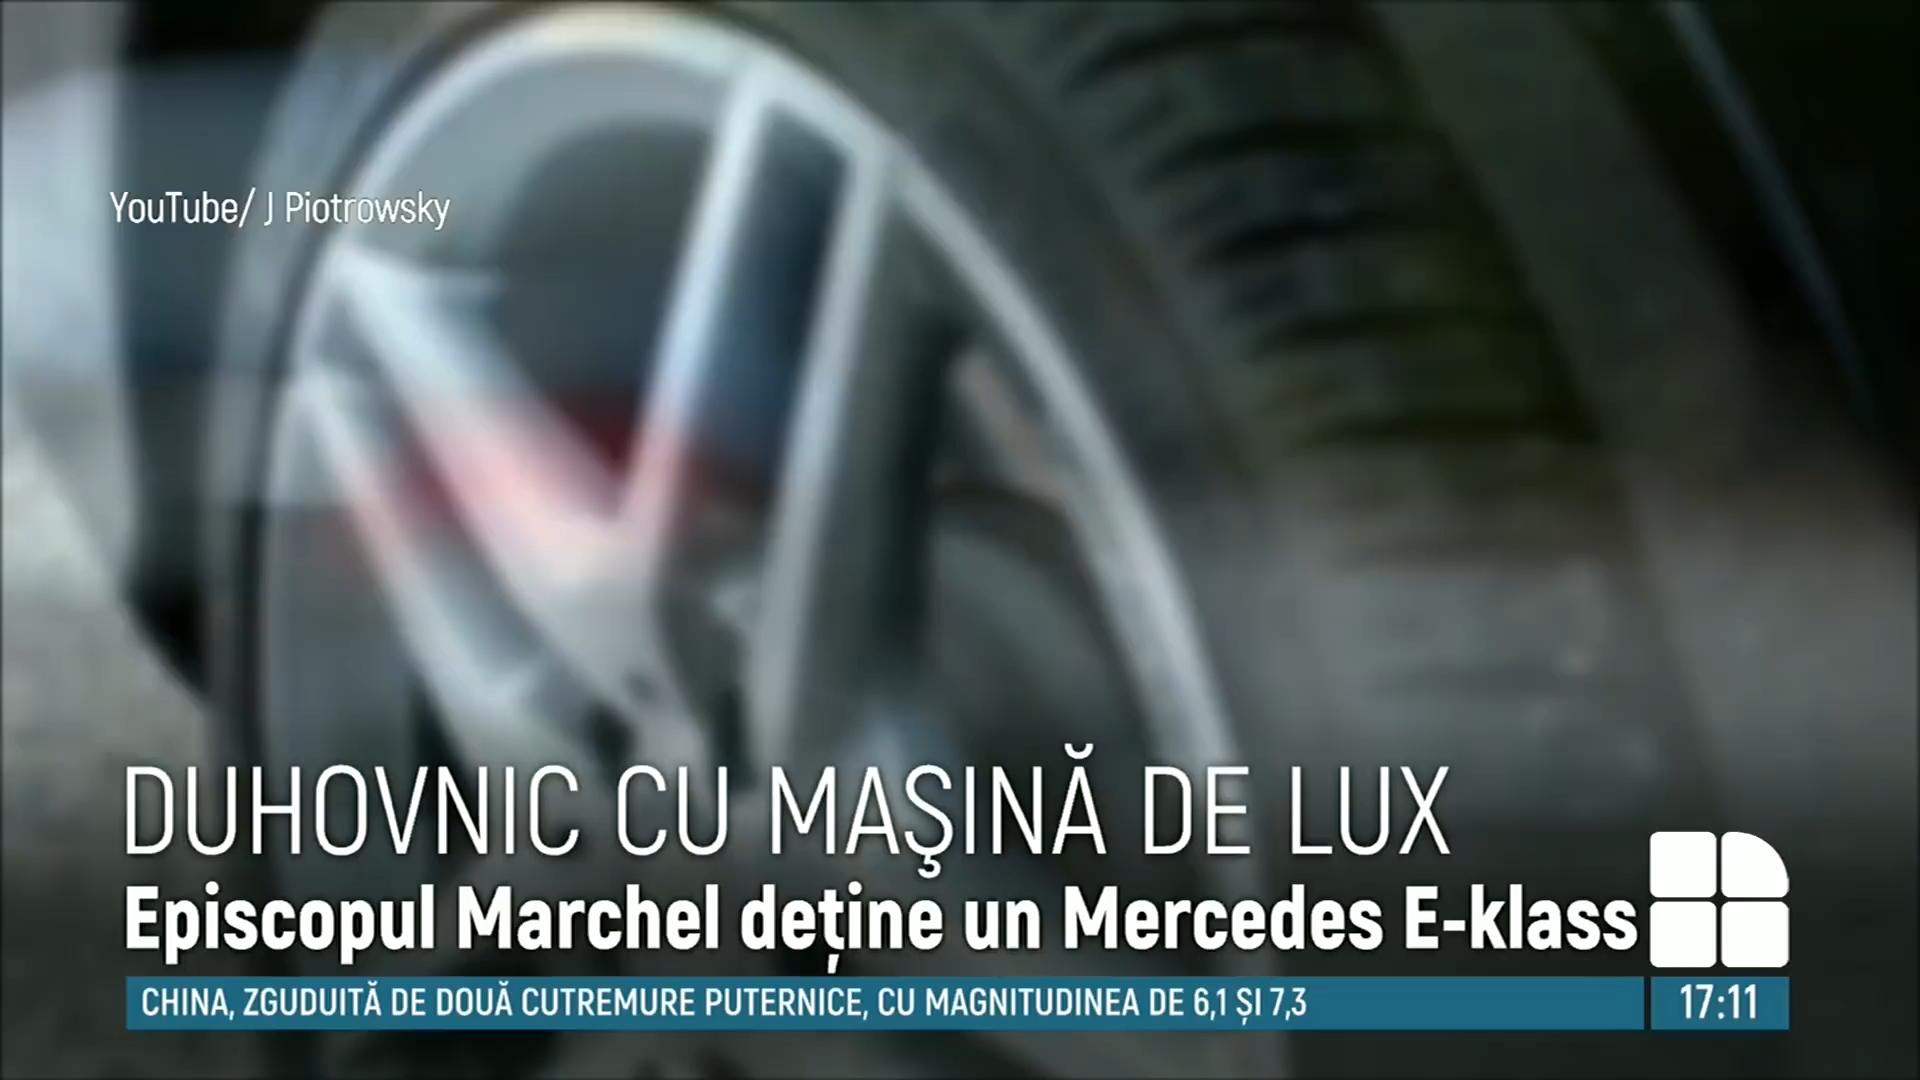 YouTube/ J Piotrowsky
DUHOVNIC CU MAŞINĂ DE LUX
Episcopul Marchel deține un Mercedes E-klass
CHINA, ZGUDUITĂ DE DOUĂ CUTREMURE PUTERNICE, CU MAGNITUDINEA DE 6,1 ȘI 7,3
17:11